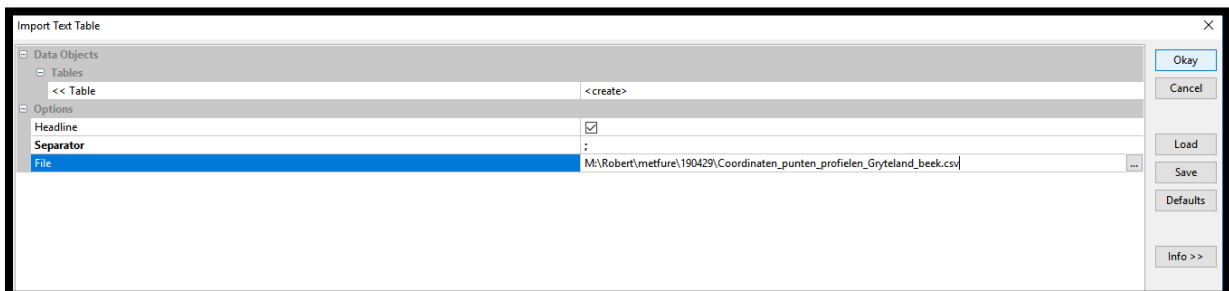 Import Text Table
Data Objects
Tables
<< Table <create>
Options
Headline
Separator ;
File M:\Robert\metfure\190429\Coordinaten_punten_profielen_Gryteland_beek.csv ...
Okay
Cancel
Load
Save
Defaults
Info >>